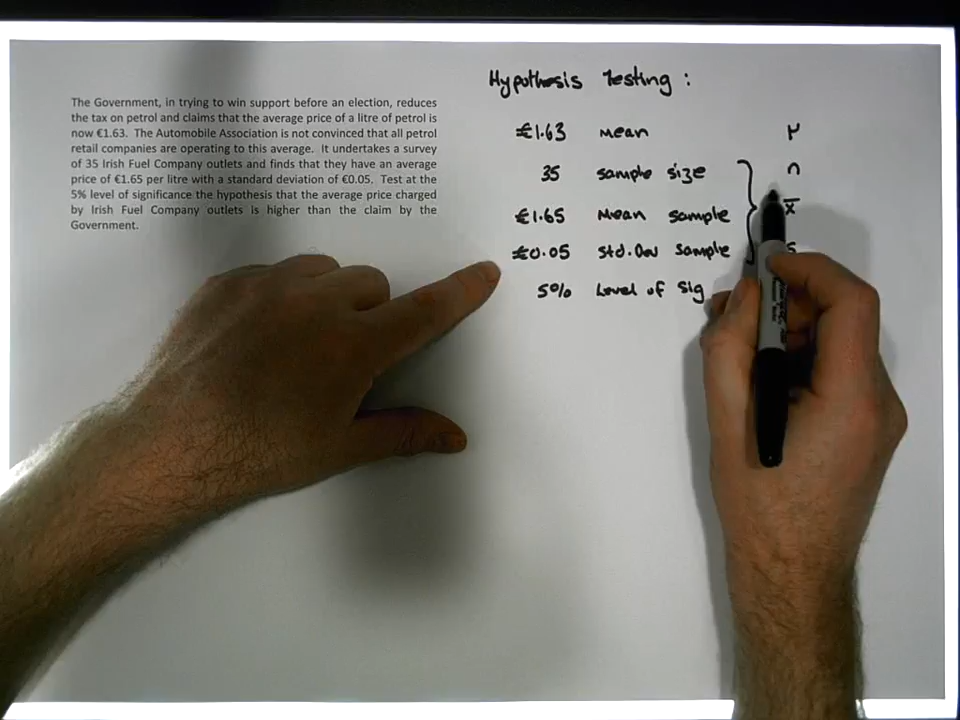 The Government, in trying to win support before an election, reduces
the tax on petrol and claims that the average price of a litre of petrol is
now €1.63. The Automobile Association is not convinced that all petrol
retail companies are operating to this average. It undertakes a survey
of 35 Irish Fuel Company outlets and finds that they have an average
price of €1.65 per litre with a standard deviation of €0.05. Test at the
5% level of significance the hypothesis that the average price charged
by Irish Fuel Company outlets is higher than the claim by the
Government.
Hypothesis Testing :
€1.63 mean μ
35 sample size n
€1.65 Mean sample x̄
€0.05 Std.Dev sample s
5% Level of sig